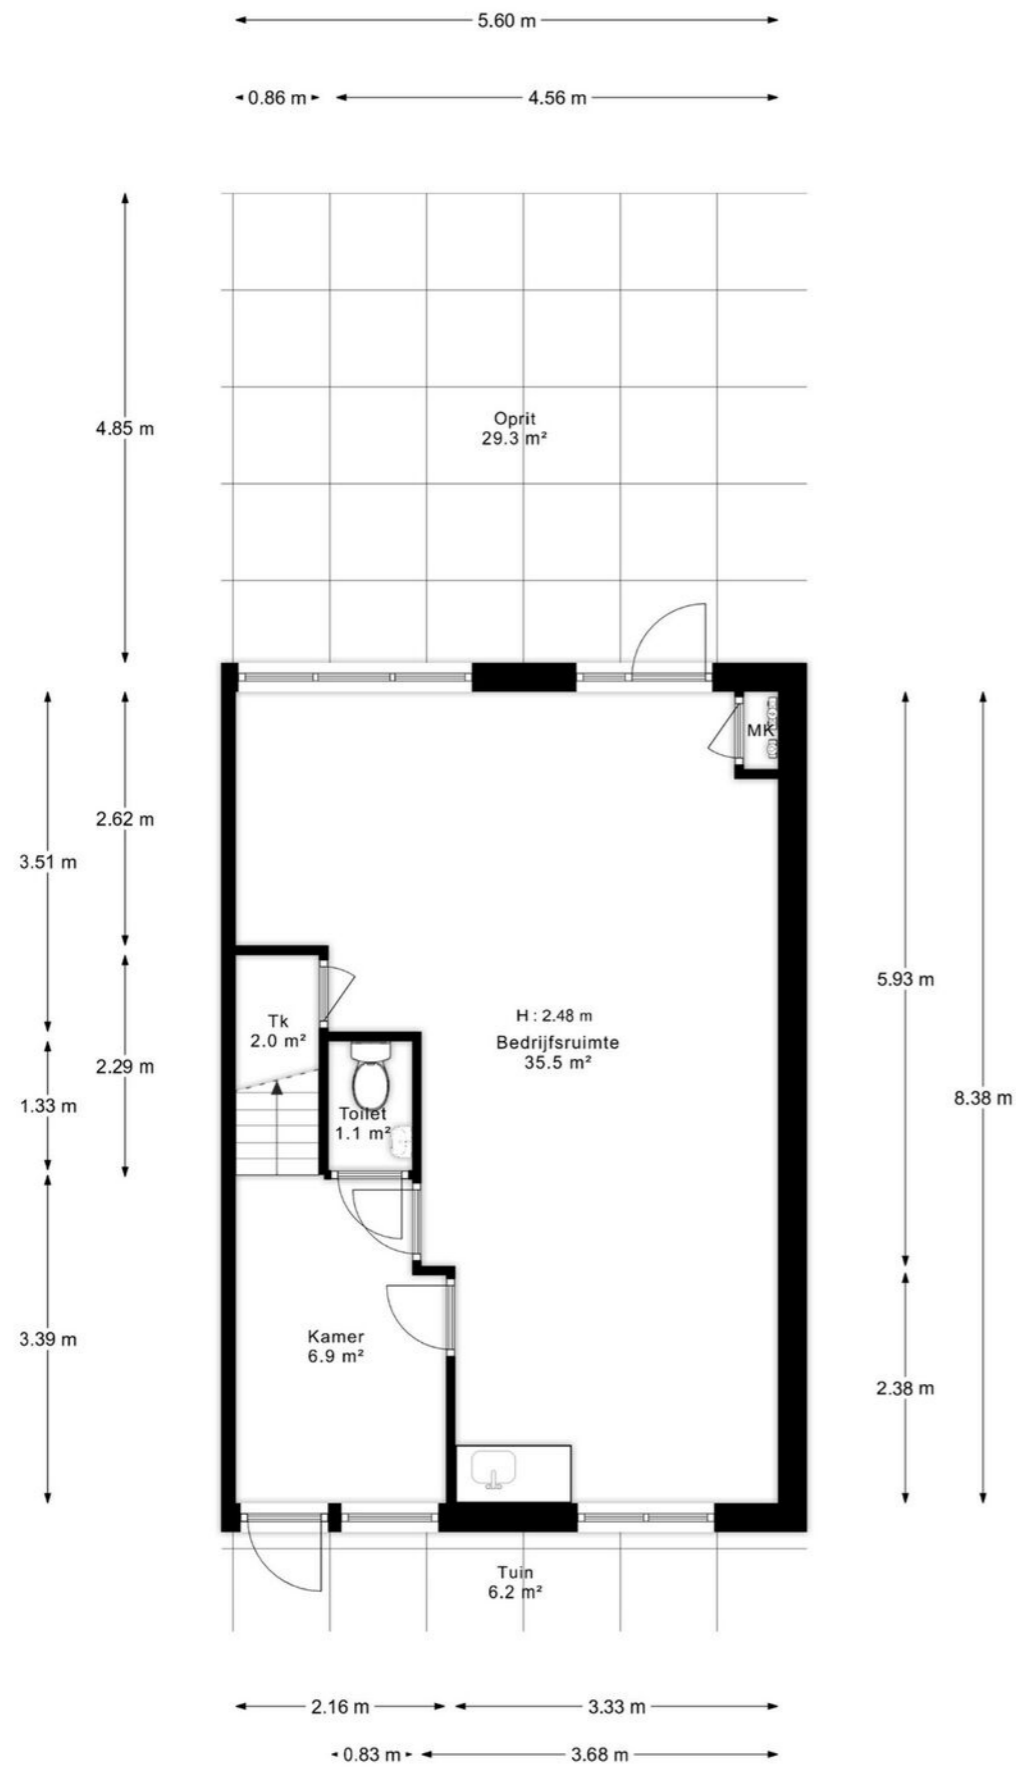 5.60 m
0.86 m
4.56 m
4.85 m
Oprit
29.3 m²
MK
2.62 m
3.51 m
5.93 m
H : 2.48 m
Tk
2.0 m²
Bedrijfsruimte
35.5 m²
2.29 m
8.38 m
1.33 m
Toilet
1.1 m²
Kamer
6.9 m²
3.39 m
2.38 m
Tuin
6.2 m²
2.16 m
3.33 m
0.83 m
3.68 m